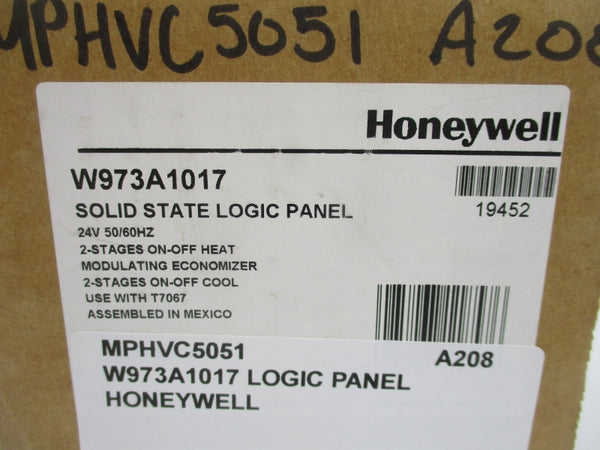 MPHVC5051 A208
Honeywell
W973A1017
SOLID STATE LOGIC PANEL
19452
24V 50/60HZ
2-STAGES ON-OFF HEAT
MODULATING ECONOMIZER
2-STAGES ON-OFF COOL
USE WITH T7067
ASSEMBLED IN MEXICO
MPHVC5051 A208
W973A1017 LOGIC PANEL
HONEYWELL